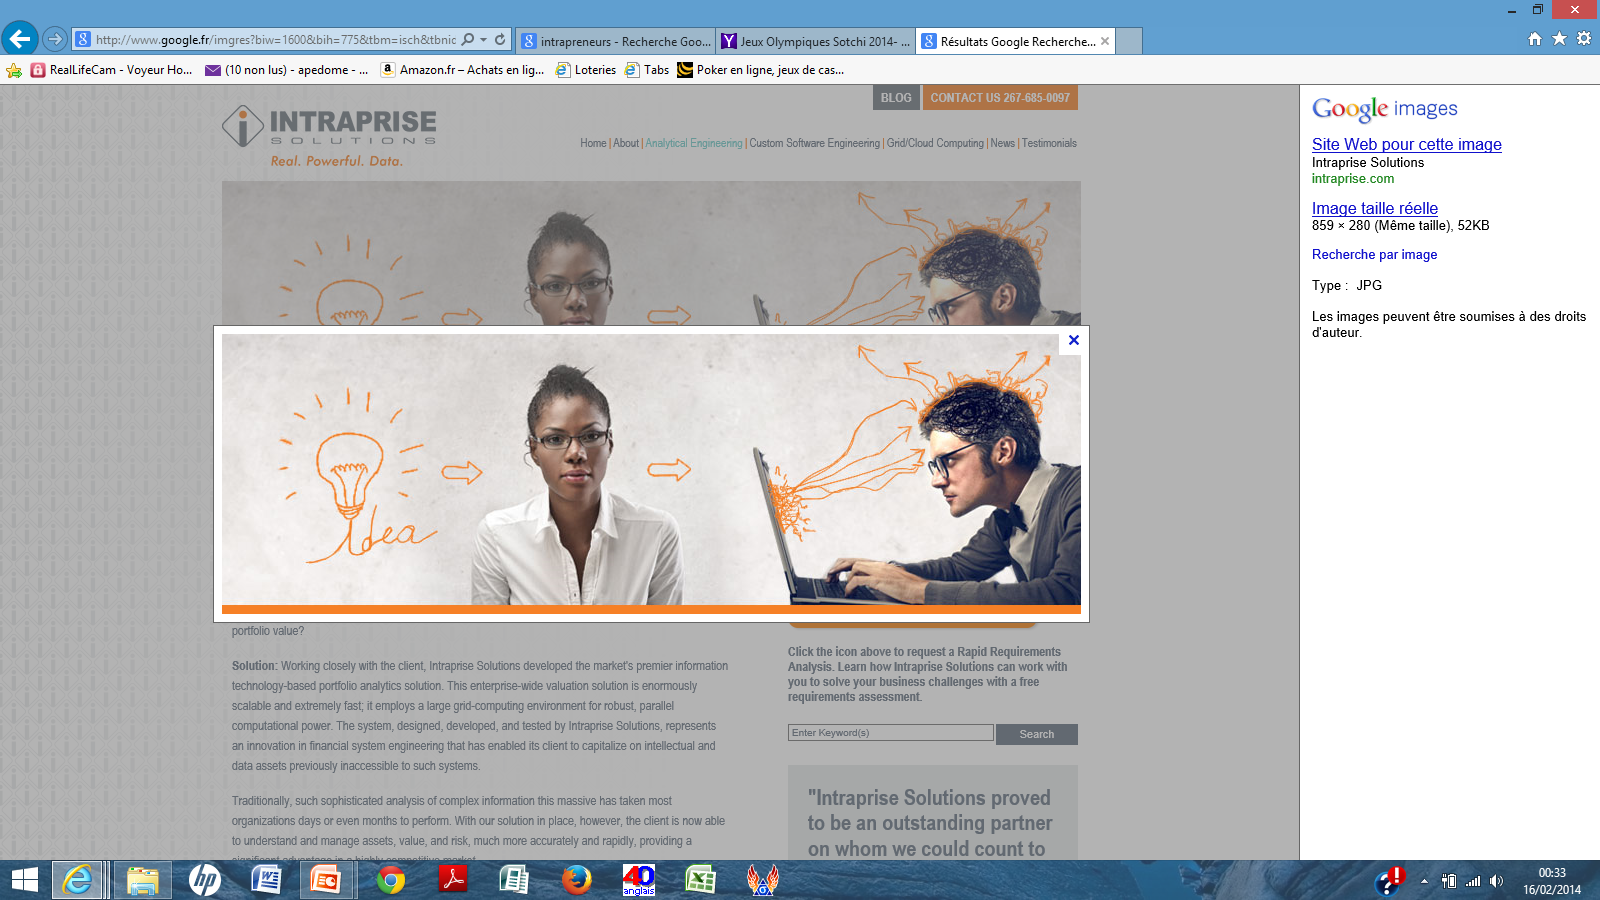 http://www.google.fr/imgres?biw=1600&bih=775&tbm=isch&tbnic
intrapreneurs - Recherche Goo...
Jeux Olympiques Sotchi 2014- ...
Résultats Google Recherche...
RealLifeCam - Voyeur Ho...
(10 non lus) - apedome - ...
Amazon.fr – Achats en lig...
Loteries
Tabs
Poker en ligne, jeux de cas...
BLOG
CONTACT US 267-685-0097
INTRAPRISE
SOLUTIONS
Real. Powerful. Data.
Home | About | Analytical Engineering | Custom Software Engineering | Grid/Cloud Computing | News | Testimonials
Idea
portfolio value?
Solution: Working closely with the client, Intraprise Solutions developed the market's premier information
technology-based portfolio analytics solution. This enterprise-wide valuation solution is enormously
scalable and extremely fast; it employs a large grid-computing environment for robust, parallel
computational power. The system, designed, developed, and tested by Intraprise Solutions, represents
an innovation in financial system engineering that has enabled its client to capitalize on intellectual and
data assets previously inaccessible to such systems.
Traditionally, such sophisticated analysis of complex information this massive has taken most
organizations days or even months to perform. With our solution in place, however, the client is now able
to understand and manage assets, value, and risk, much more accurately and rapidly, providing a
significant advantage in a highly competitive market.
Click the icon above to request a Rapid Requirements
Analysis. Learn how Intraprise Solutions can work with
you to solve your business challenges with a free
requirements assessment.
Enter Keyword(s)
Search
"Intraprise Solutions proved
to be an outstanding partner
on whom we could count to
Google images
Site Web pour cette image
Intraprise Solutions
intraprise.com
Image taille réelle
859 × 280 (Même taille), 52KB
Recherche par image
Type : JPG
Les images peuvent être soumises à des droits
d'auteur.
hp
40
anglais
00:33
16/02/2014